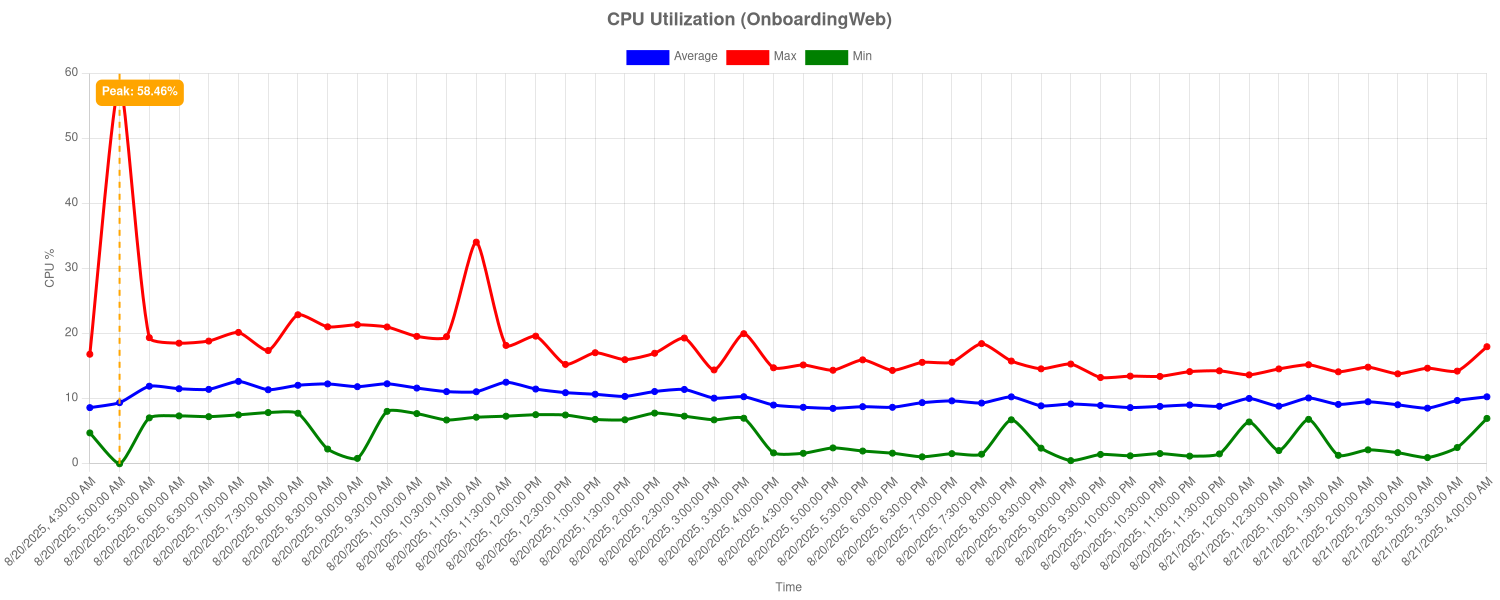 CPU Utilization (OnboardingWeb)
Average Max Min
60
Peak: 58.46%
50
40
30
20
10
0
CPU %
8/20/2025, 4:30:00 AM
8/20/2025, 5:00:00 AM
8/20/2025, 5:30:00 AM
8/20/2025, 6:00:00 AM
8/20/2025, 6:30:00 AM
8/20/2025, 7:00:00 AM
8/20/2025, 7:30:00 AM
8/20/2025, 8:00:00 AM
8/20/2025, 8:30:00 AM
8/20/2025, 9:00:00 AM
8/20/2025, 9:30:00 AM
8/20/2025, 10:00:00 AM
8/20/2025, 10:30:00 AM
8/20/2025, 11:00:00 AM
8/20/2025, 11:30:00 AM
8/20/2025, 12:00:00 PM
8/20/2025, 12:30:00 PM
8/20/2025, 1:00:00 PM
8/20/2025, 1:30:00 PM
8/20/2025, 2:00:00 PM
8/20/2025, 2:30:00 PM
8/20/2025, 3:00:00 PM
8/20/2025, 3:30:00 PM
8/20/2025, 4:00:00 PM
8/20/2025, 4:30:00 PM
8/20/2025, 5:00:00 PM
8/20/2025, 5:30:00 PM
8/20/2025, 6:00:00 PM
8/20/2025, 6:30:00 PM
8/20/2025, 7:00:00 PM
8/20/2025, 7:30:00 PM
8/20/2025, 8:00:00 PM
8/20/2025, 8:30:00 PM
8/20/2025, 9:00:00 PM
8/20/2025, 9:30:00 PM
8/20/2025, 10:00:00 PM
8/20/2025, 10:30:00 PM
8/20/2025, 11:00:00 PM
8/20/2025, 11:30:00 PM
8/21/2025, 12:00:00 AM
8/21/2025, 12:30:00 AM
8/21/2025, 1:00:00 AM
8/21/2025, 1:30:00 AM
8/21/2025, 2:00:00 AM
8/21/2025, 2:30:00 AM
8/21/2025, 3:00:00 AM
8/21/2025, 3:30:00 AM
8/21/2025, 4:00:00 AM
Time